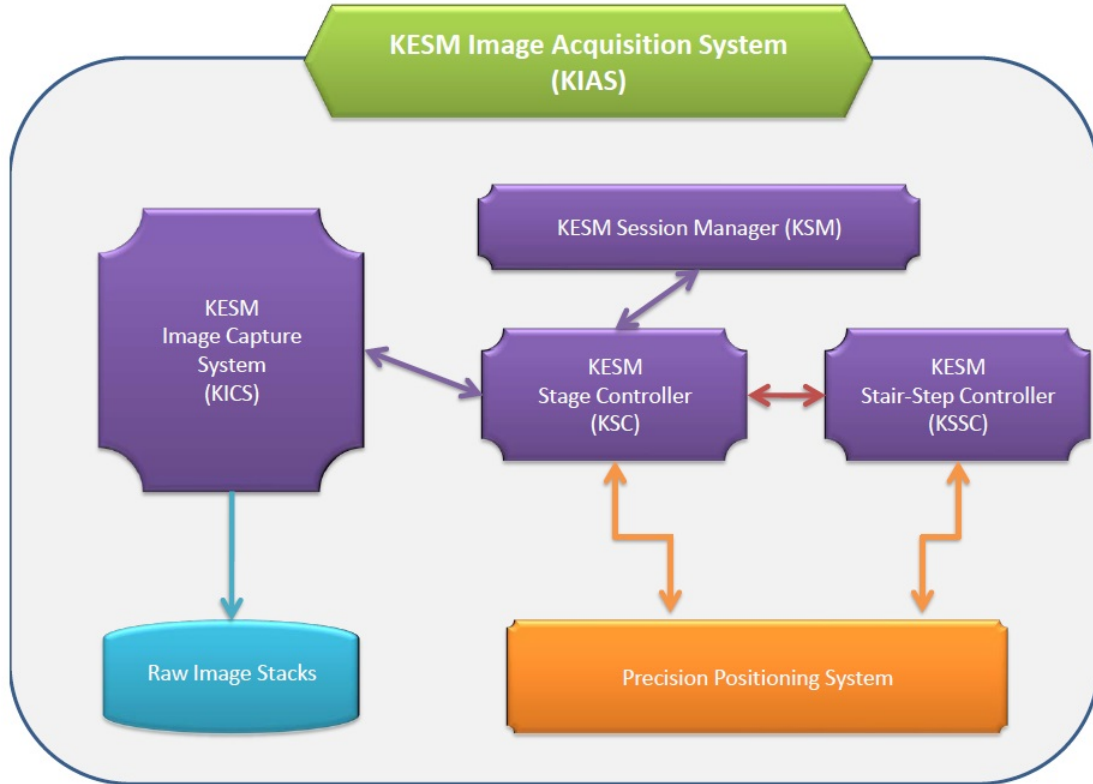 KESM Image Acquisition System
(KIAS)
KESM Session Manager (KSM)
KESM
Image Capture
System
(KICS)
KESM
Stage Controller
(KSC)
KESM
Stair-Step Controller
(KSSC)
Raw Image Stacks
Precision Positioning System